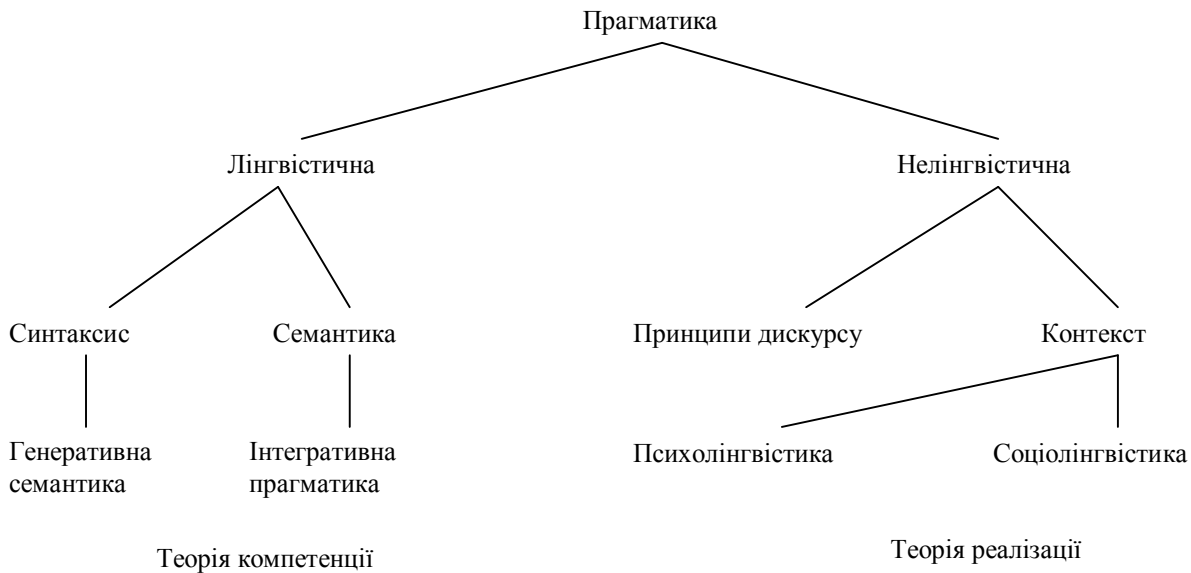 Прагматика
Лінгвістична
Нелінгвістична
Синтаксис
Семантика
Принципи дискурсу
Контекст
Генеративна
семантика
Інтегративна
прагматика
Психолінгвістика
Соціолінгвістика
Теорія компетенції
Теорія реалізації